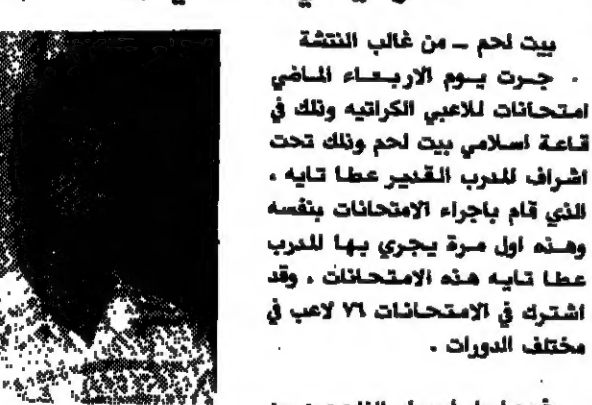 بيت لحم ــ من غالب النتشة
. جرت يوم الاربعاء الماضي
امتحانات للاعبي الكراتيه وذلك في
قاعة اسلامي بيت لحم وذلك تحت
اشراف المدرب القدير عطا تايه ،
الذي قام باجراء الامتحانات بنفسه
وهذه اول مرة يجري بها المدرب
عطا تايه هذه الامتحانات . وقد
اشترك في الامتحانات ٧٦ لاعب في
مختلف الدورات .